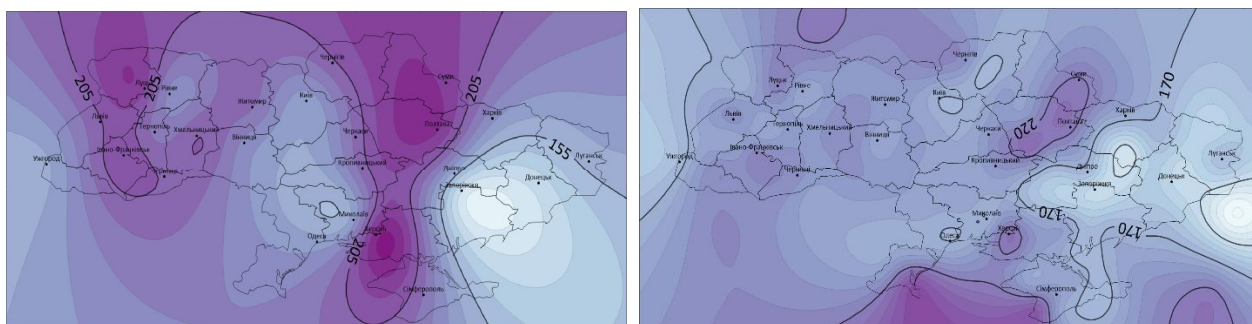 Чернігів
Суми
205
205
205
Луцьк
Рівне
Житомир
Київ
Львів
Тернопіль
Хмельницький
Вінниця
Черкаси
Полтава
Харків
155
Ужгород
Івано-Франківськ
Кропивницький
Дніпро
Луганськ
Запоріжжя
Донецьк
Миколаїв
Одеса
Херсон
205
Сімферополь
Чернігів
Суми
170
Луцьк
Рівне
Житомир
Київ
Львів
Тернопіль
Хмельницький
Вінниця
Черкаси
220
Полтава
Харків
Ужгород
Івано-Франківськ
Чернівці
Кропивницький
Дніпро
Луганськ
Запоріжжя
Донецьк
170
Миколаїв
Одеса
Херсон
170
Сімферополь